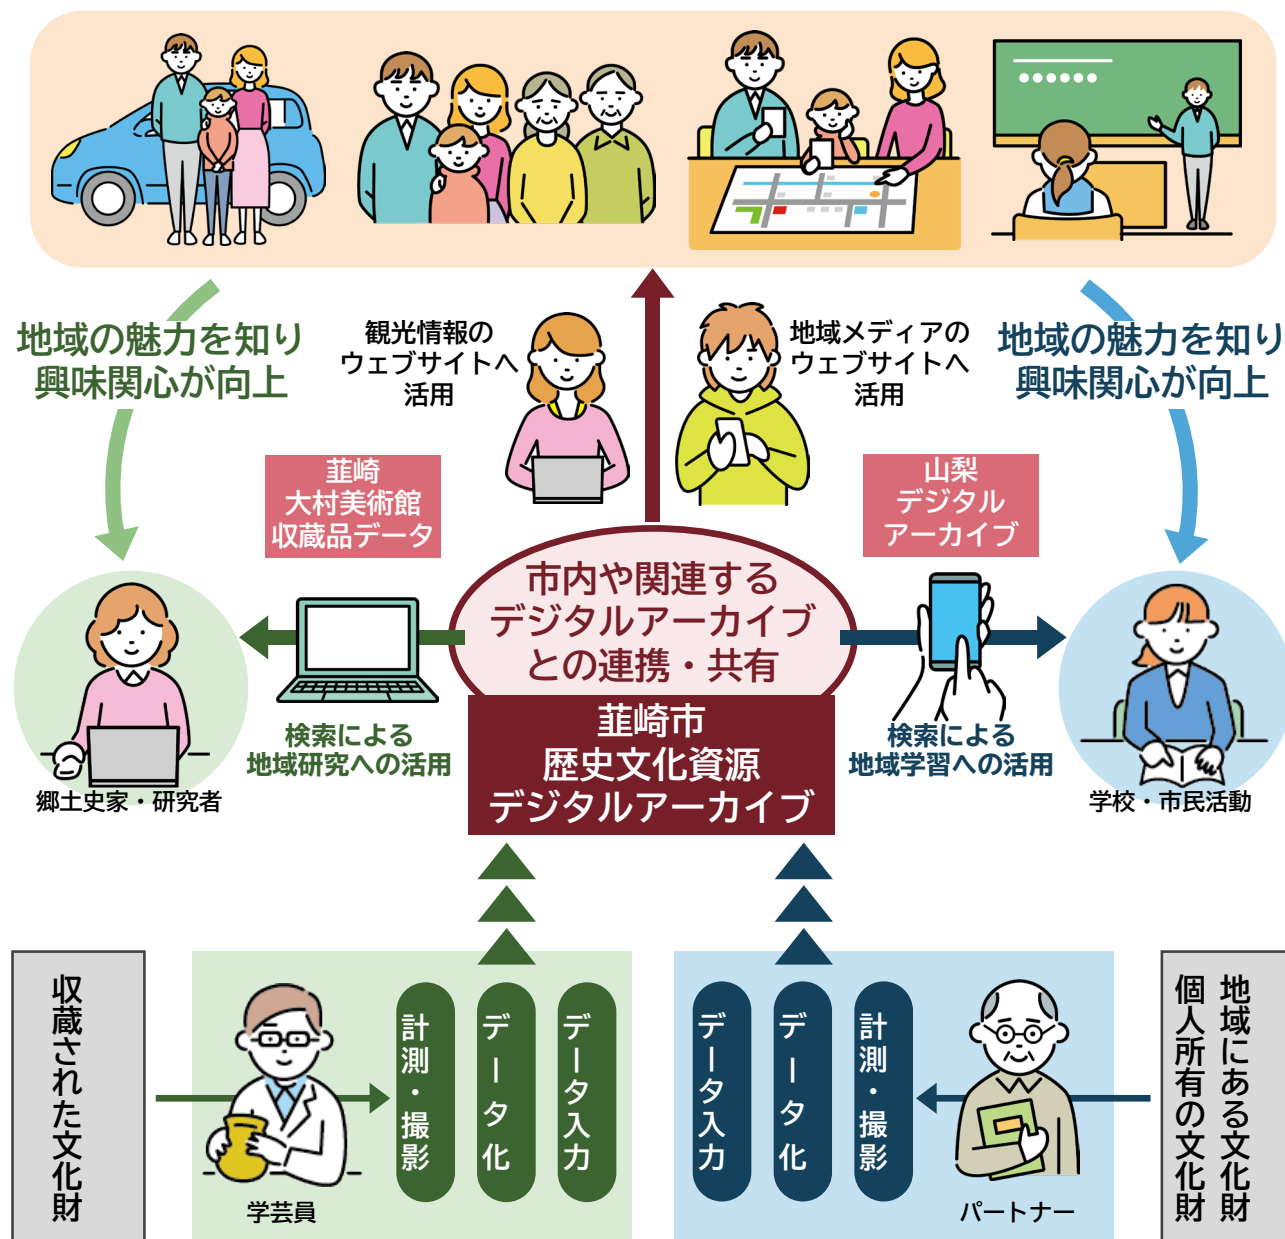 地域の魅力を知り
興味関心が向上
観光情報の
ウェブサイトへ
活用
地域メディアの
ウェブサイトへ
活用
地域の魅力を知り
興味関心が向上
韮崎
大村美術館
収蔵品データ
山梨
デジタル
アーカイブ
市内や関連する
デジタルアーカイブ
との連携・共有
韮崎市
歴史文化資源
デジタルアーカイブ
検索による
地域研究への活用
検索による
地域学習への活用
郷土史家・研究者
学校・市民活動
収蔵された文化財
学芸員
計測・撮影
データ化
データ入力
データ入力
データ化
計測・撮影
パートナー
地域にある文化財
個人所有の文化財